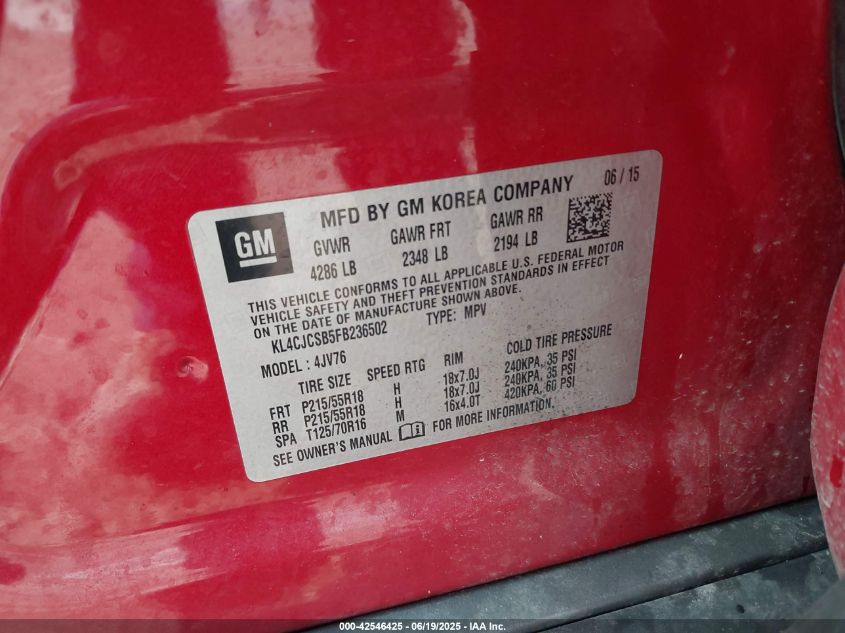 GM
MFD BY GM KOREA COMPANY 06 / 15
GVWR GAWR FRT GAWR RR
4286 LB 2348 LB 2194 LB
THIS VEHICLE CONFORMS TO ALL APPLICABLE U.S. FEDERAL MOTOR
VEHICLE SAFETY AND THEFT PREVENTION STANDARDS IN EFFECT
ON THE DATE OF MANUFACTURE SHOWN ABOVE.
KL4CJCSB5FB236502 TYPE: MPV
MODEL : 4JV76
TIRE SIZE SPEED RTG RIM COLD TIRE PRESSURE
FRT P215/55R18 H 18x7.0J 240KPA, 35 PSI
RR P215/55R18 H 18x7.0J 240KPA, 35 PSI
SPA T125/70R16 M 16x4.0T 420KPA, 60 PSI
SEE OWNER'S MANUAL FOR MORE INFORMATION.
000-42546425 - 06/19/2025 - IAA Inc.